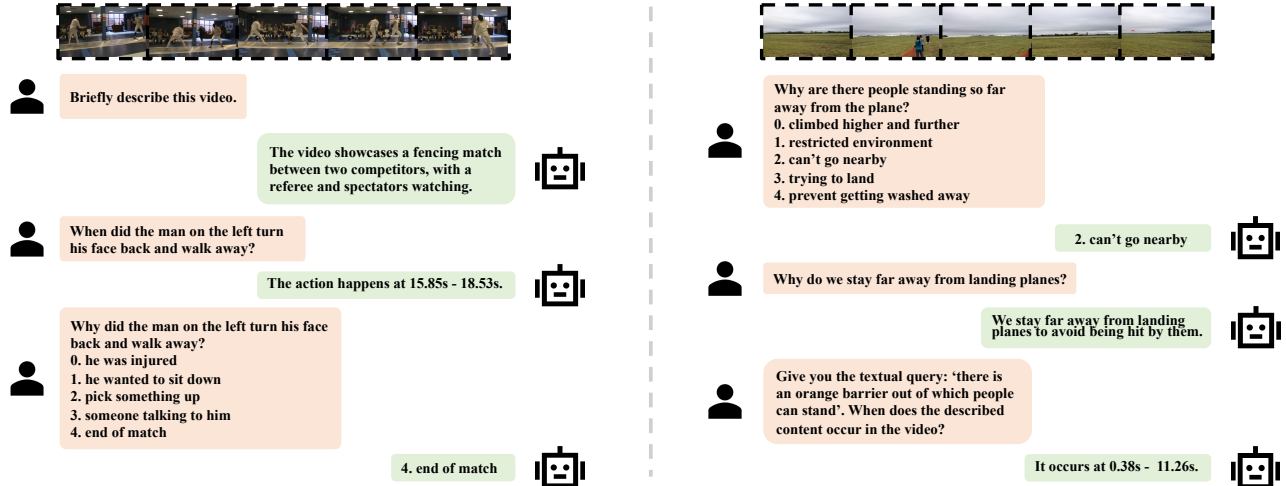 Briefly describe this video.
The video showcases a fencing match
between two competitors, with a
referee and spectators watching.
When did the man on the left turn
his face back and walk away?
The action happens at 15.85s - 18.53s.
Why did the man on the left turn his face
back and walk away?
0. he was injured
1. he wanted to sit down
2. pick something up
3. someone talking to him
4. end of match
4. end of match
Why are there people standing so far
away from the plane?
0. climbed higher and further
1. restricted environment
2. can't go nearby
3. trying to land
4. prevent getting washed away
2. can't go nearby
Why do we stay far away from landing planes?
We stay far away from landing
planes to avoid being hit by them.
Give you the textual query: ‘there is
an orange barrier out of which people
can stand’. When does the described
content occur in the video?
It occurs at 0.38s - 11.26s.